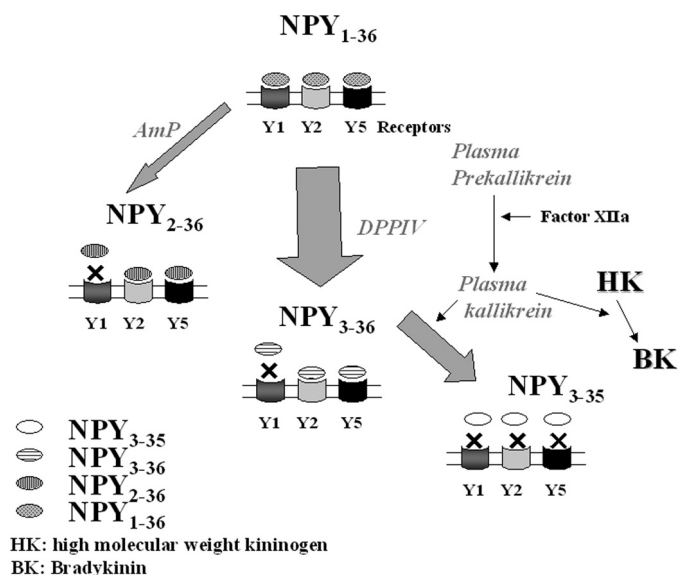 NPY1-36
Y1 Y2 Y5 Receptors
AmP
Plasma
Prekallikrein
Factor XIIa
NPY2-36
DPPIV
Y1 Y2 Y5
Plasma
kallikrein
HK
BK
NPY3-36
Y1 Y2 Y5
NPY3-35
Y1 Y2 Y5
NPY3-35
NPY3-36
NPY2-36
NPY1-36
HK: high molecular weight kininogen
BK: Bradykinin